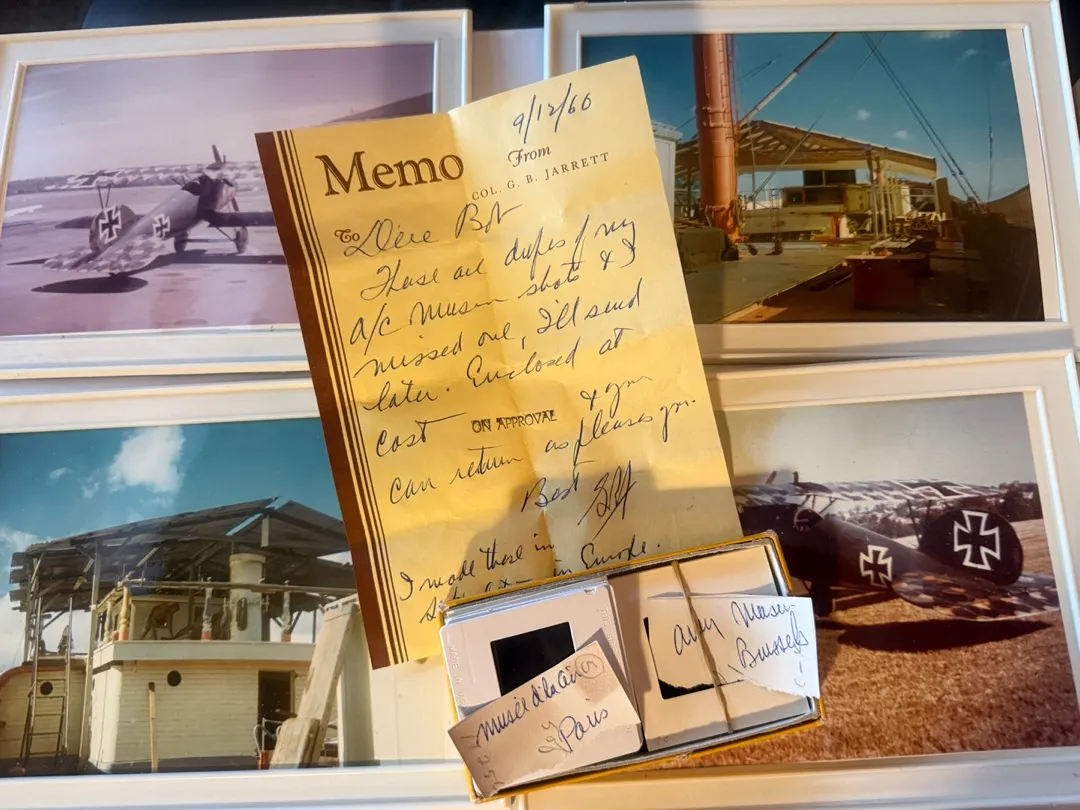 9/12/60
Memo
From
COL. G. B. JARRETT
To Dere Bob
These are dupes of my
a/c Museum shots & I
missed one, I'll send
later. Enclosed at
cost ON APPROVAL & you
can return as pleases you.
Best
I made these in
in Europe.
Musée de l'air
Paris
Army Museum
Brussels